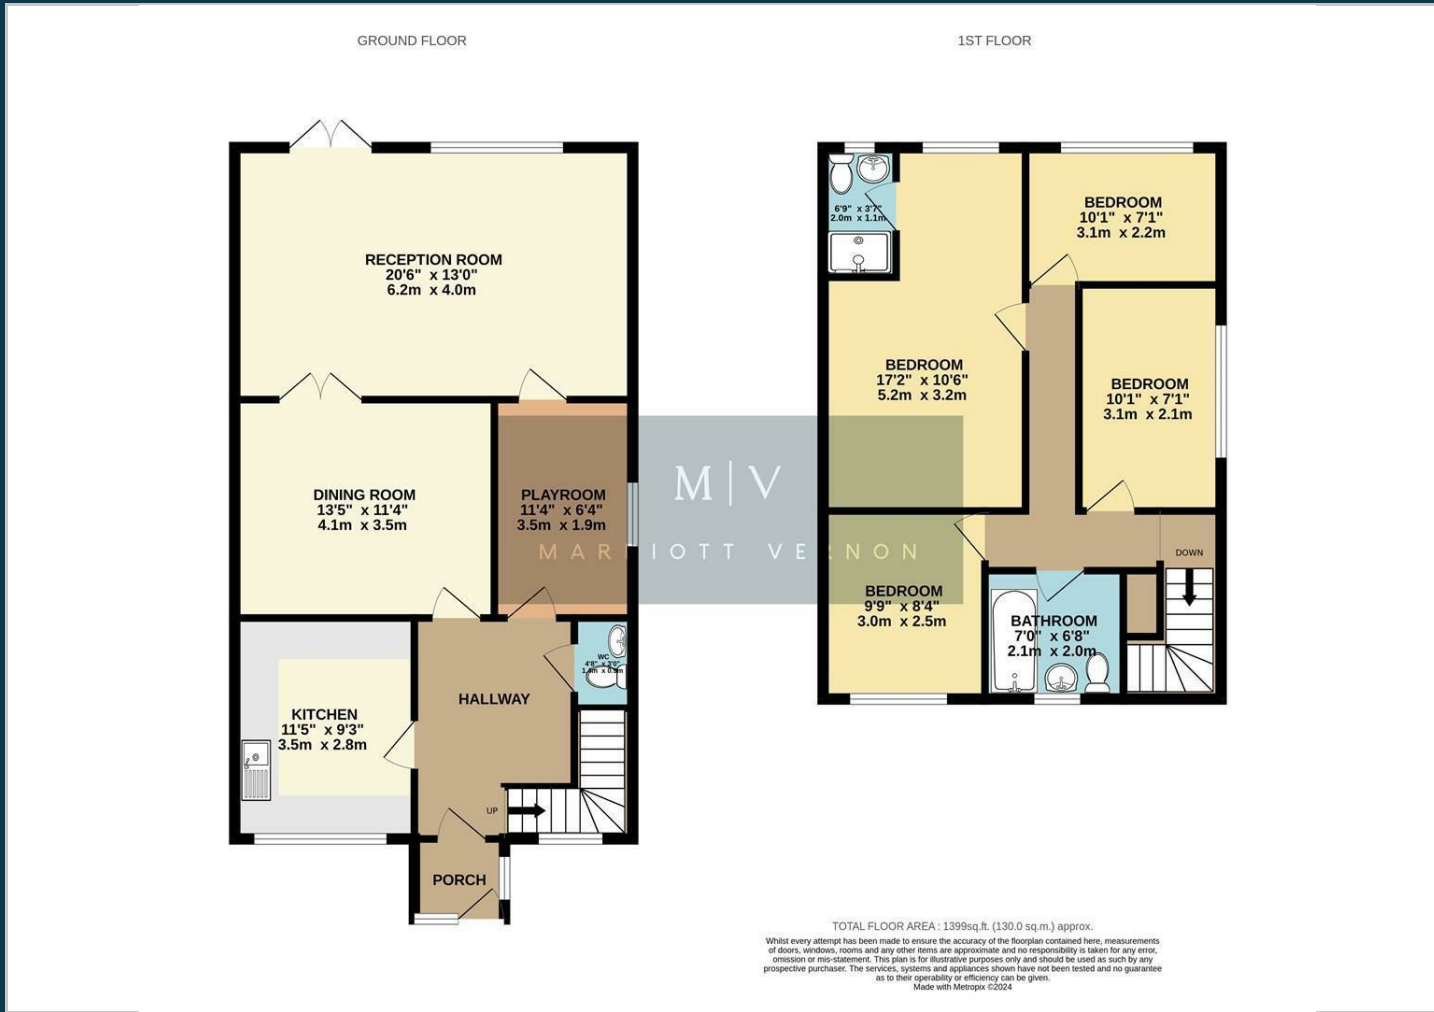 GROUND FLOOR
1ST FLOOR
RECEPTION ROOM
20'6" x 13'0"
6.2m x 4.0m
DINING ROOM
13'5" x 11'4"
4.1m x 3.5m
PLAYROOM
11'4" x 6'4"
3.5m x 1.9m
KITCHEN
11'5" x 9'3"
3.5m x 2.8m
HALLWAY
WC
4'8" x 3'0"
1.4m x 0.9m
UP
PORCH
6'9" x 3'7"
2.0m x 1.1m
BEDROOM
10'1" x 7'1"
3.1m x 2.2m
BEDROOM
17'2" x 10'6"
5.2m x 3.2m
BEDROOM
10'1" x 7'1"
3.1m x 2.1m
BEDROOM
9'9" x 8'4"
3.0m x 2.5m
BATHROOM
7'0" x 6'8"
2.1m x 2.0m
DOWN
M|V
MARRIOTT VERNON
TOTAL FLOOR AREA : 1399sq.ft. (130.0 sq.m.) approx.
Whilst every attempt has been made to ensure the accuracy of the floorplan contained here, measurements
of doors, windows, rooms and any other items are approximate and no responsibility is taken for any error,
omission or mis-statement. This plan is for illustrative purposes only and should be used as such by any
prospective purchaser. The services, systems and appliances shown have not been tested and no guarantee
as to their operability or efficiency can be given.
Made with Metropix ©2024